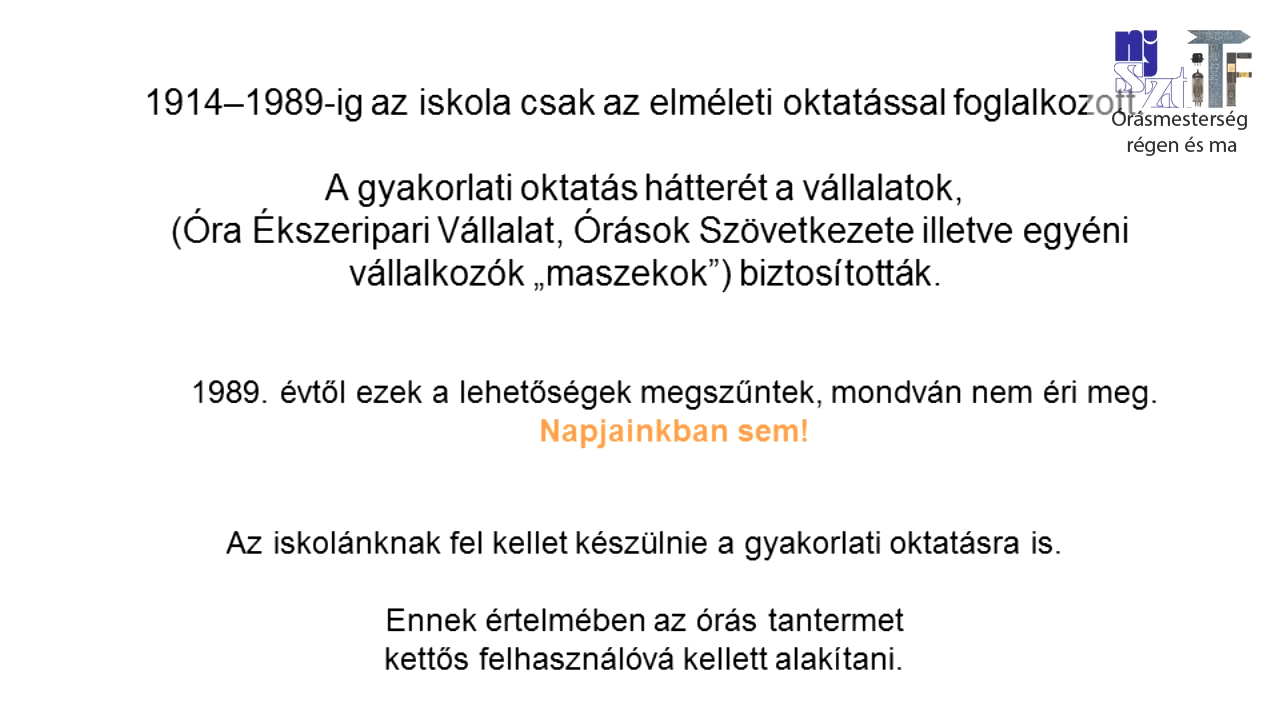 1914–1989-ig az iskola csak az elméleti oktatással foglalkozott.
njszt iTF
Órásmesterség
régen és ma
A gyakorlati oktatás hátterét a vállalatok,
(Óra Ékszeripari Vállalat, Órások Szövetkezete illetve egyéni
vállalkozók „maszekok”) biztosították.
1989. évtől ezek a lehetőségek megszűntek, mondván nem éri meg.
Napjainkban sem!
Az iskolánknak fel kellet készülnie a gyakorlati oktatásra is.
Ennek értelmében az órás tantermet
kettős felhasználóvá kellett alakítani.